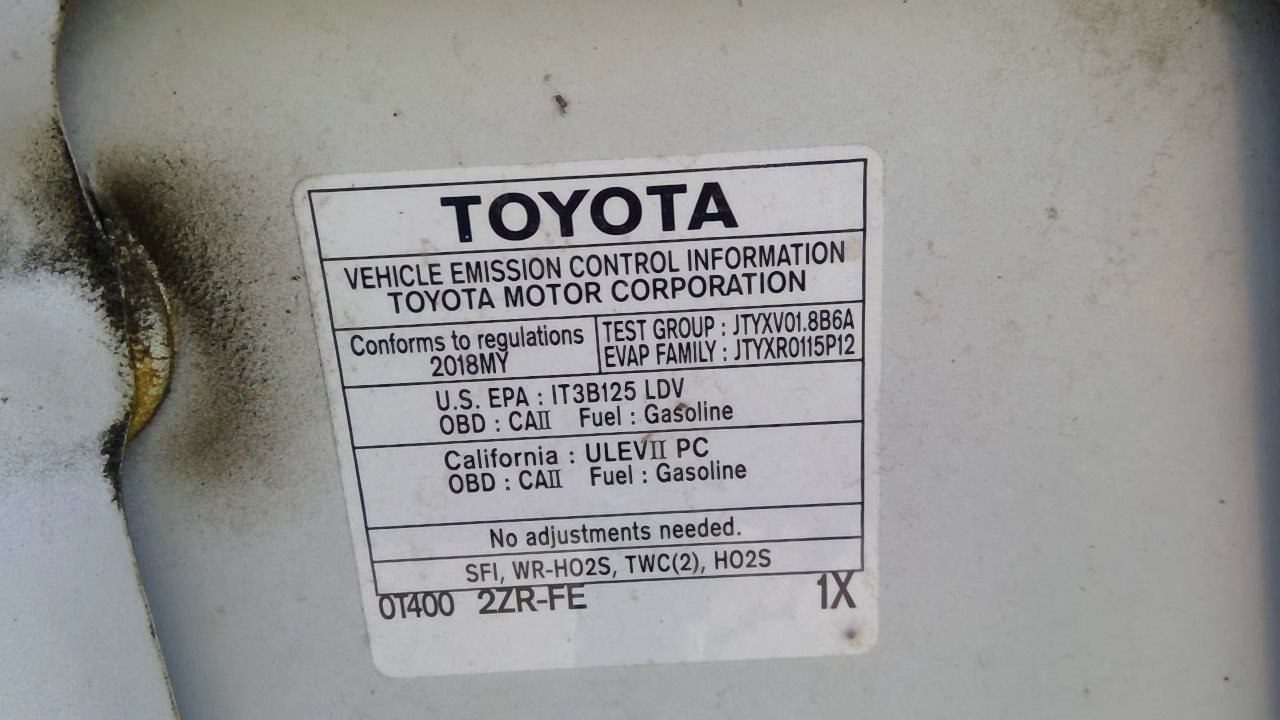 TOYOTA
VEHICLE EMISSION CONTROL INFORMATION
TOYOTA MOTOR CORPORATION
Conforms to regulations
2018MY
TEST GROUP : JTYXV01.8B6A
EVAP FAMILY : JTYXR0115P12
U.S. EPA : IT3B125 LDV
OBD : CAⅡ Fuel : Gasoline
California : ULEVⅡ PC
OBD : CAⅡ Fuel : Gasoline
No adjustments needed.
SFI, WR-HO2S, TWC(2), HO2S
0T400 2ZR-FE 1X